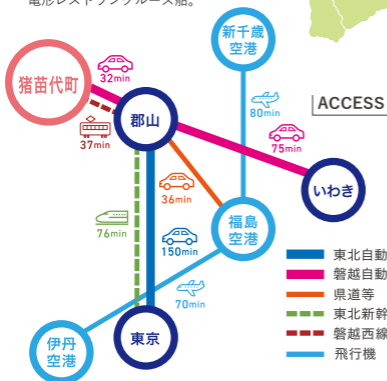 亀形レストランクルーズ船。
新千歳
空港
猪苗代町
32min
ACCESS
80min
郡山
37min
75min
いわき
36min
福島
空港
76min
150min
東北自動
磐越自動
70min
県道等
東北新幹
伊丹
空港
東京
磐越西線
飛行機